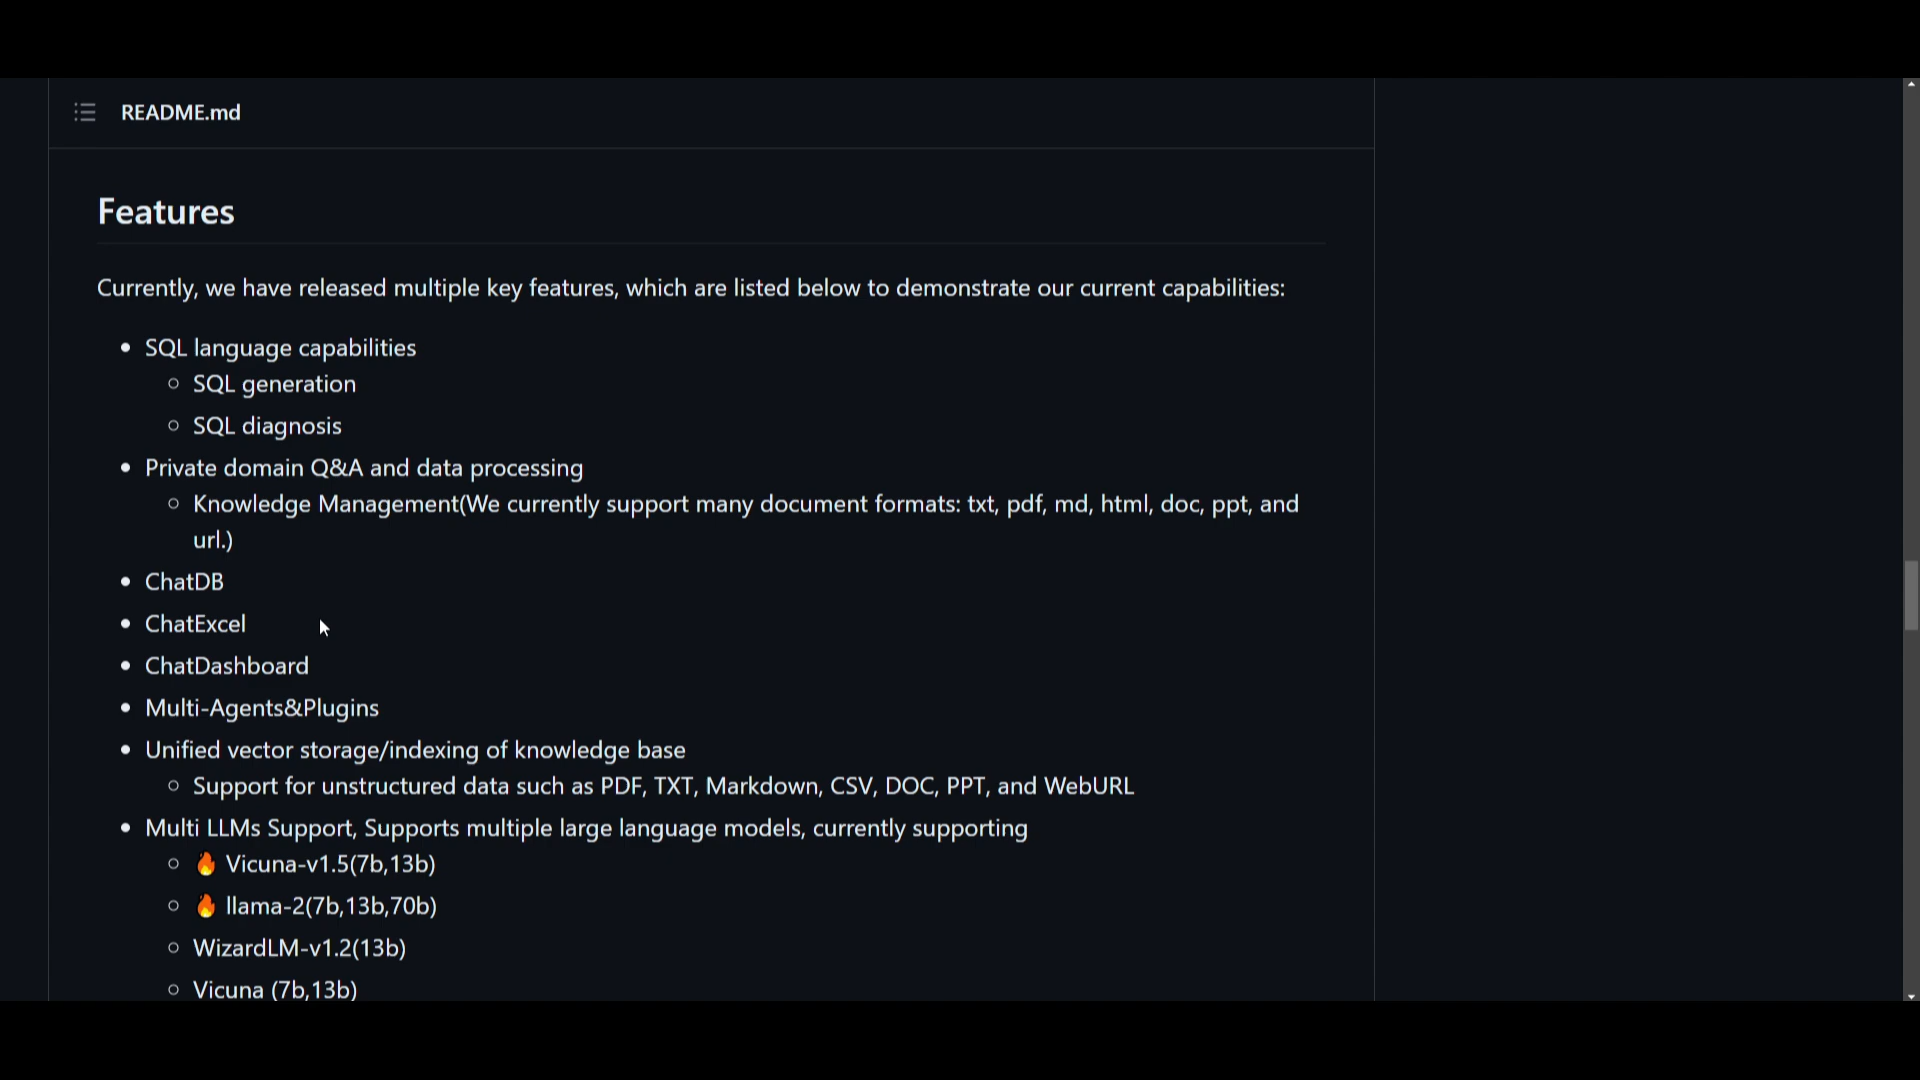 README.md
Features
Currently, we have released multiple key features, which are listed below to demonstrate our current capabilities:
SQL language capabilities
SQL generation
SQL diagnosis
Private domain Q&A and data processing
Knowledge Management(We currently support many document formats: txt, pdf, md, html, doc, ppt, and
url.)
ChatDB
ChatExcel
ChatDashboard
Multi-Agents&Plugins
Unified vector storage/indexing of knowledge base
Support for unstructured data such as PDF, TXT, Markdown, CSV, DOC, PPT, and WebURL
Multi LLMs Support, Supports multiple large language models, currently supporting
🔥 Vicuna-v1.5(7b,13b)
🔥 llama-2(7b,13b,70b)
WizardLM-v1.2(13b)
Vicuna (7b,13b)